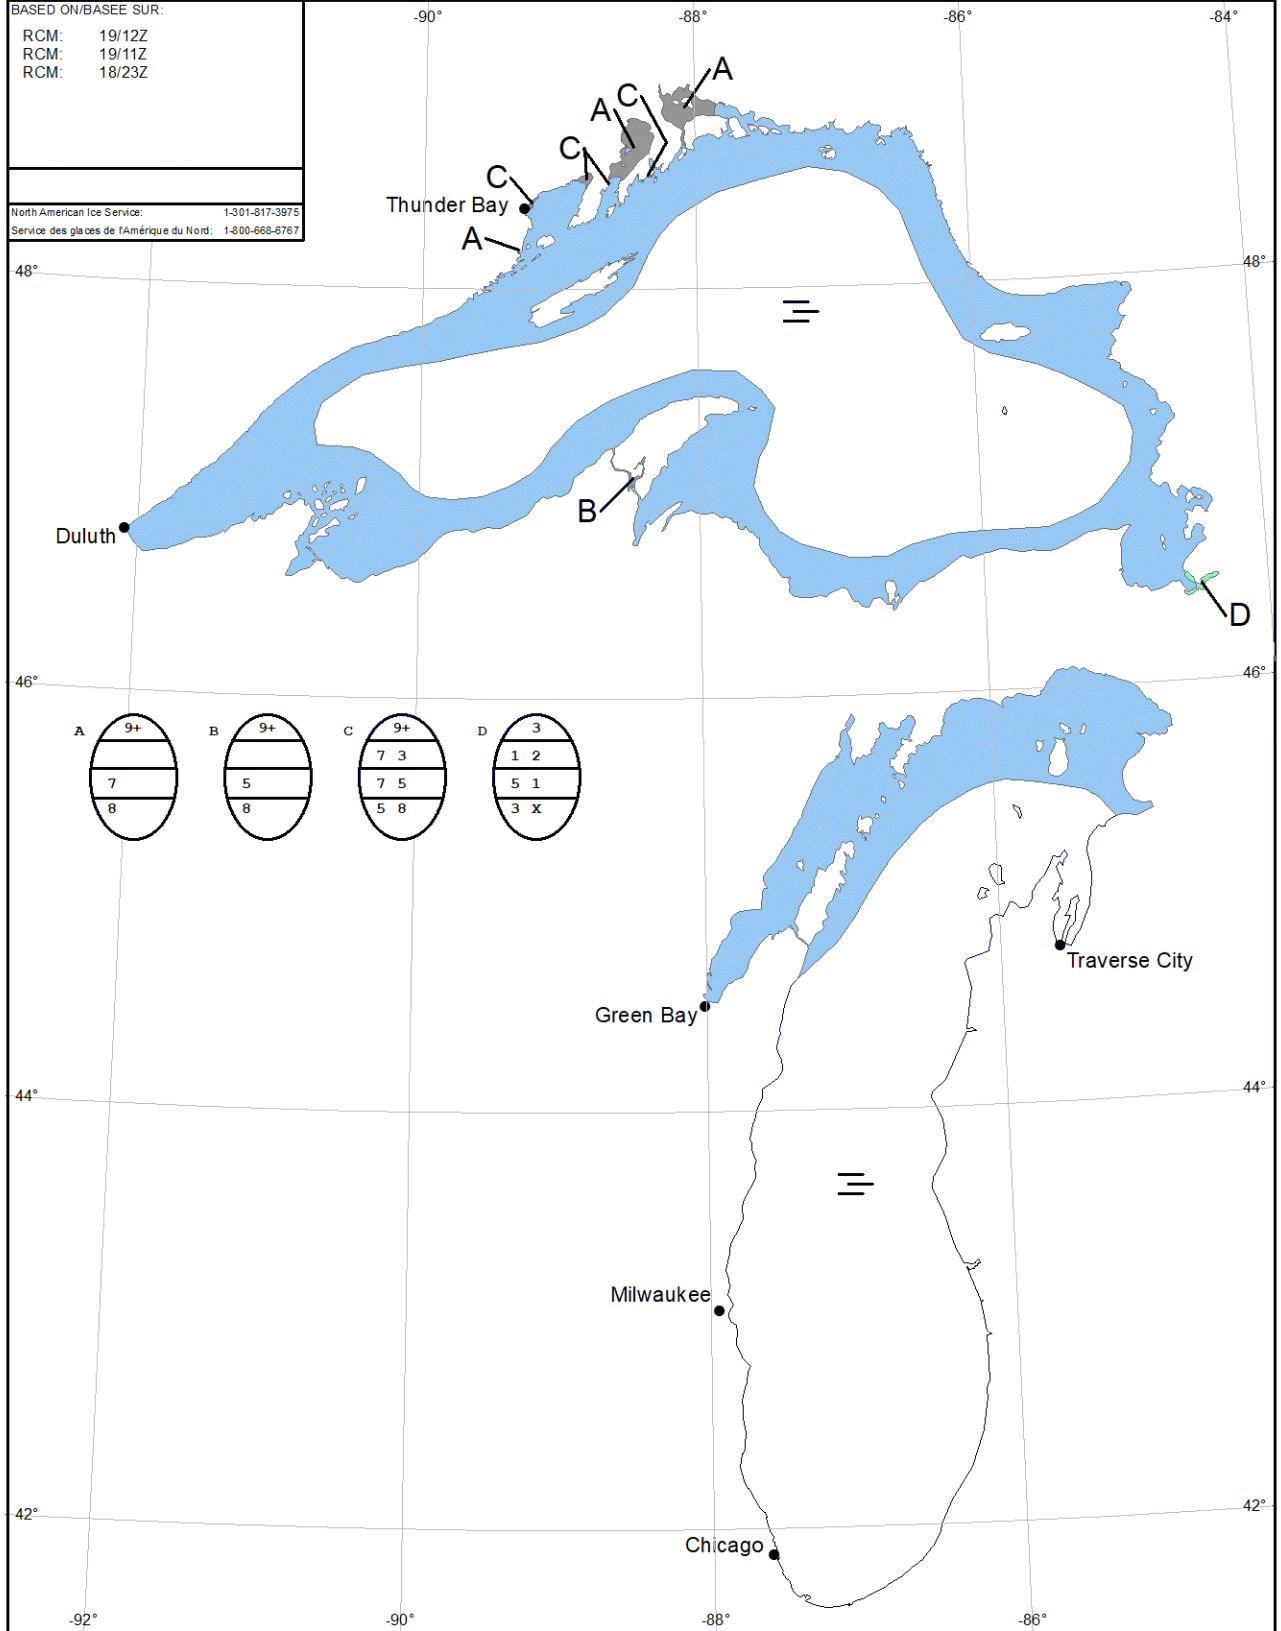 BASED ON/BASEE SUR:
RCM: 19/12Z
RCM: 19/11Z
RCM: 18/23Z
North American Ice Service: 1-301-817-3975
Service des glaces de l'Amérique du Nord: 1-800-668-6767
-90° -88° -86° -84°
A
C
A
C
C
Thunder Bay
A
48° 48°
B
Duluth
D
46° 46°
A 9+ B 9+ C 9+ D 3
7 3 1 2
7 5 7 5 5 1
8 8 5 8 3 X
Traverse City
Green Bay
44° 44°
Milwaukee
42° 42°
Chicago
-92° -90° -88° -86°